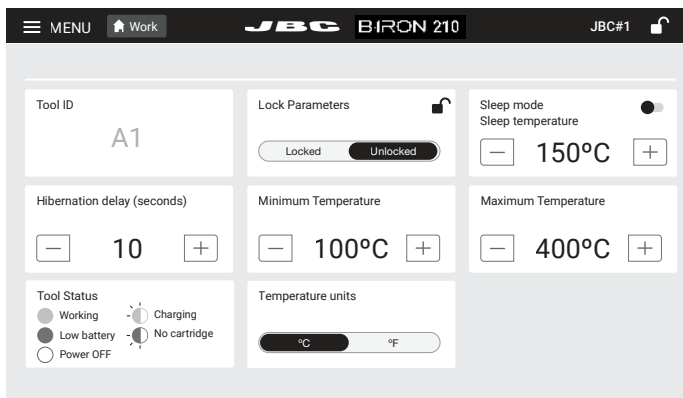 MENU Work JBC B·IRON 210 JBC#1
Tool ID
A1
Lock Parameters
Locked Unlocked
Sleep mode
Sleep temperature
150ºC
Hibernation delay (seconds)
10
Minimum Temperature
100ºC
Maximum Temperature
400ºC
Tool Status
Working Charging
Low battery No cartridge
Power OFF
Temperature units
ºC ºF